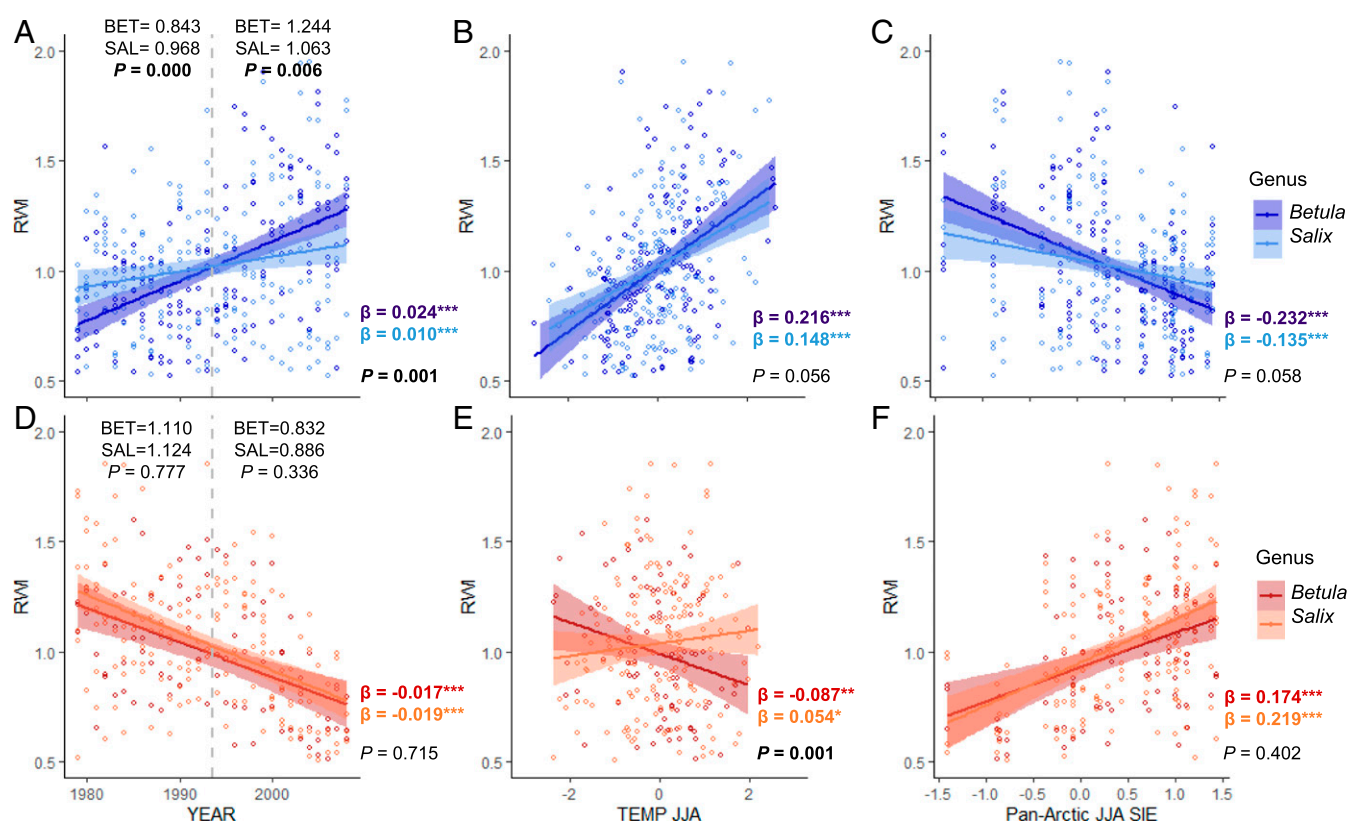 A
BET= 0.843
SAL= 0.968
P = 0.000
BET= 1.244
SAL= 1.063
P = 0.006
2.0
1.5
1.0
0.5
RWI
β = 0.024***
β = 0.010***
P = 0.001
B
2.0
1.5
1.0
0.5
RWI
β = 0.216***
β = 0.148***
P = 0.056
C
2.0
1.5
1.0
0.5
RWI
β = -0.232***
β = -0.135***
P = 0.058
Genus
Betula
Salix
D
BET=1.110
SAL=1.124
P = 0.777
BET=0.832
SAL=0.886
P = 0.336
2.0
1.5
1.0
0.5
RWI
β = -0.017***
β = -0.019***
P = 0.715
1980 1990 2000
YEAR
E
2.0
1.5
1.0
0.5
RWI
β = -0.087**
β = 0.054*
P = 0.001
-2 0 2
TEMP JJA
F
2.0
1.5
1.0
0.5
RWI
β = 0.174***
β = 0.219***
P = 0.402
-1.5 -1.0 -0.5 0.0 0.5 1.0 1.5
Pan-Arctic JJA SIE
Genus
Betula
Salix